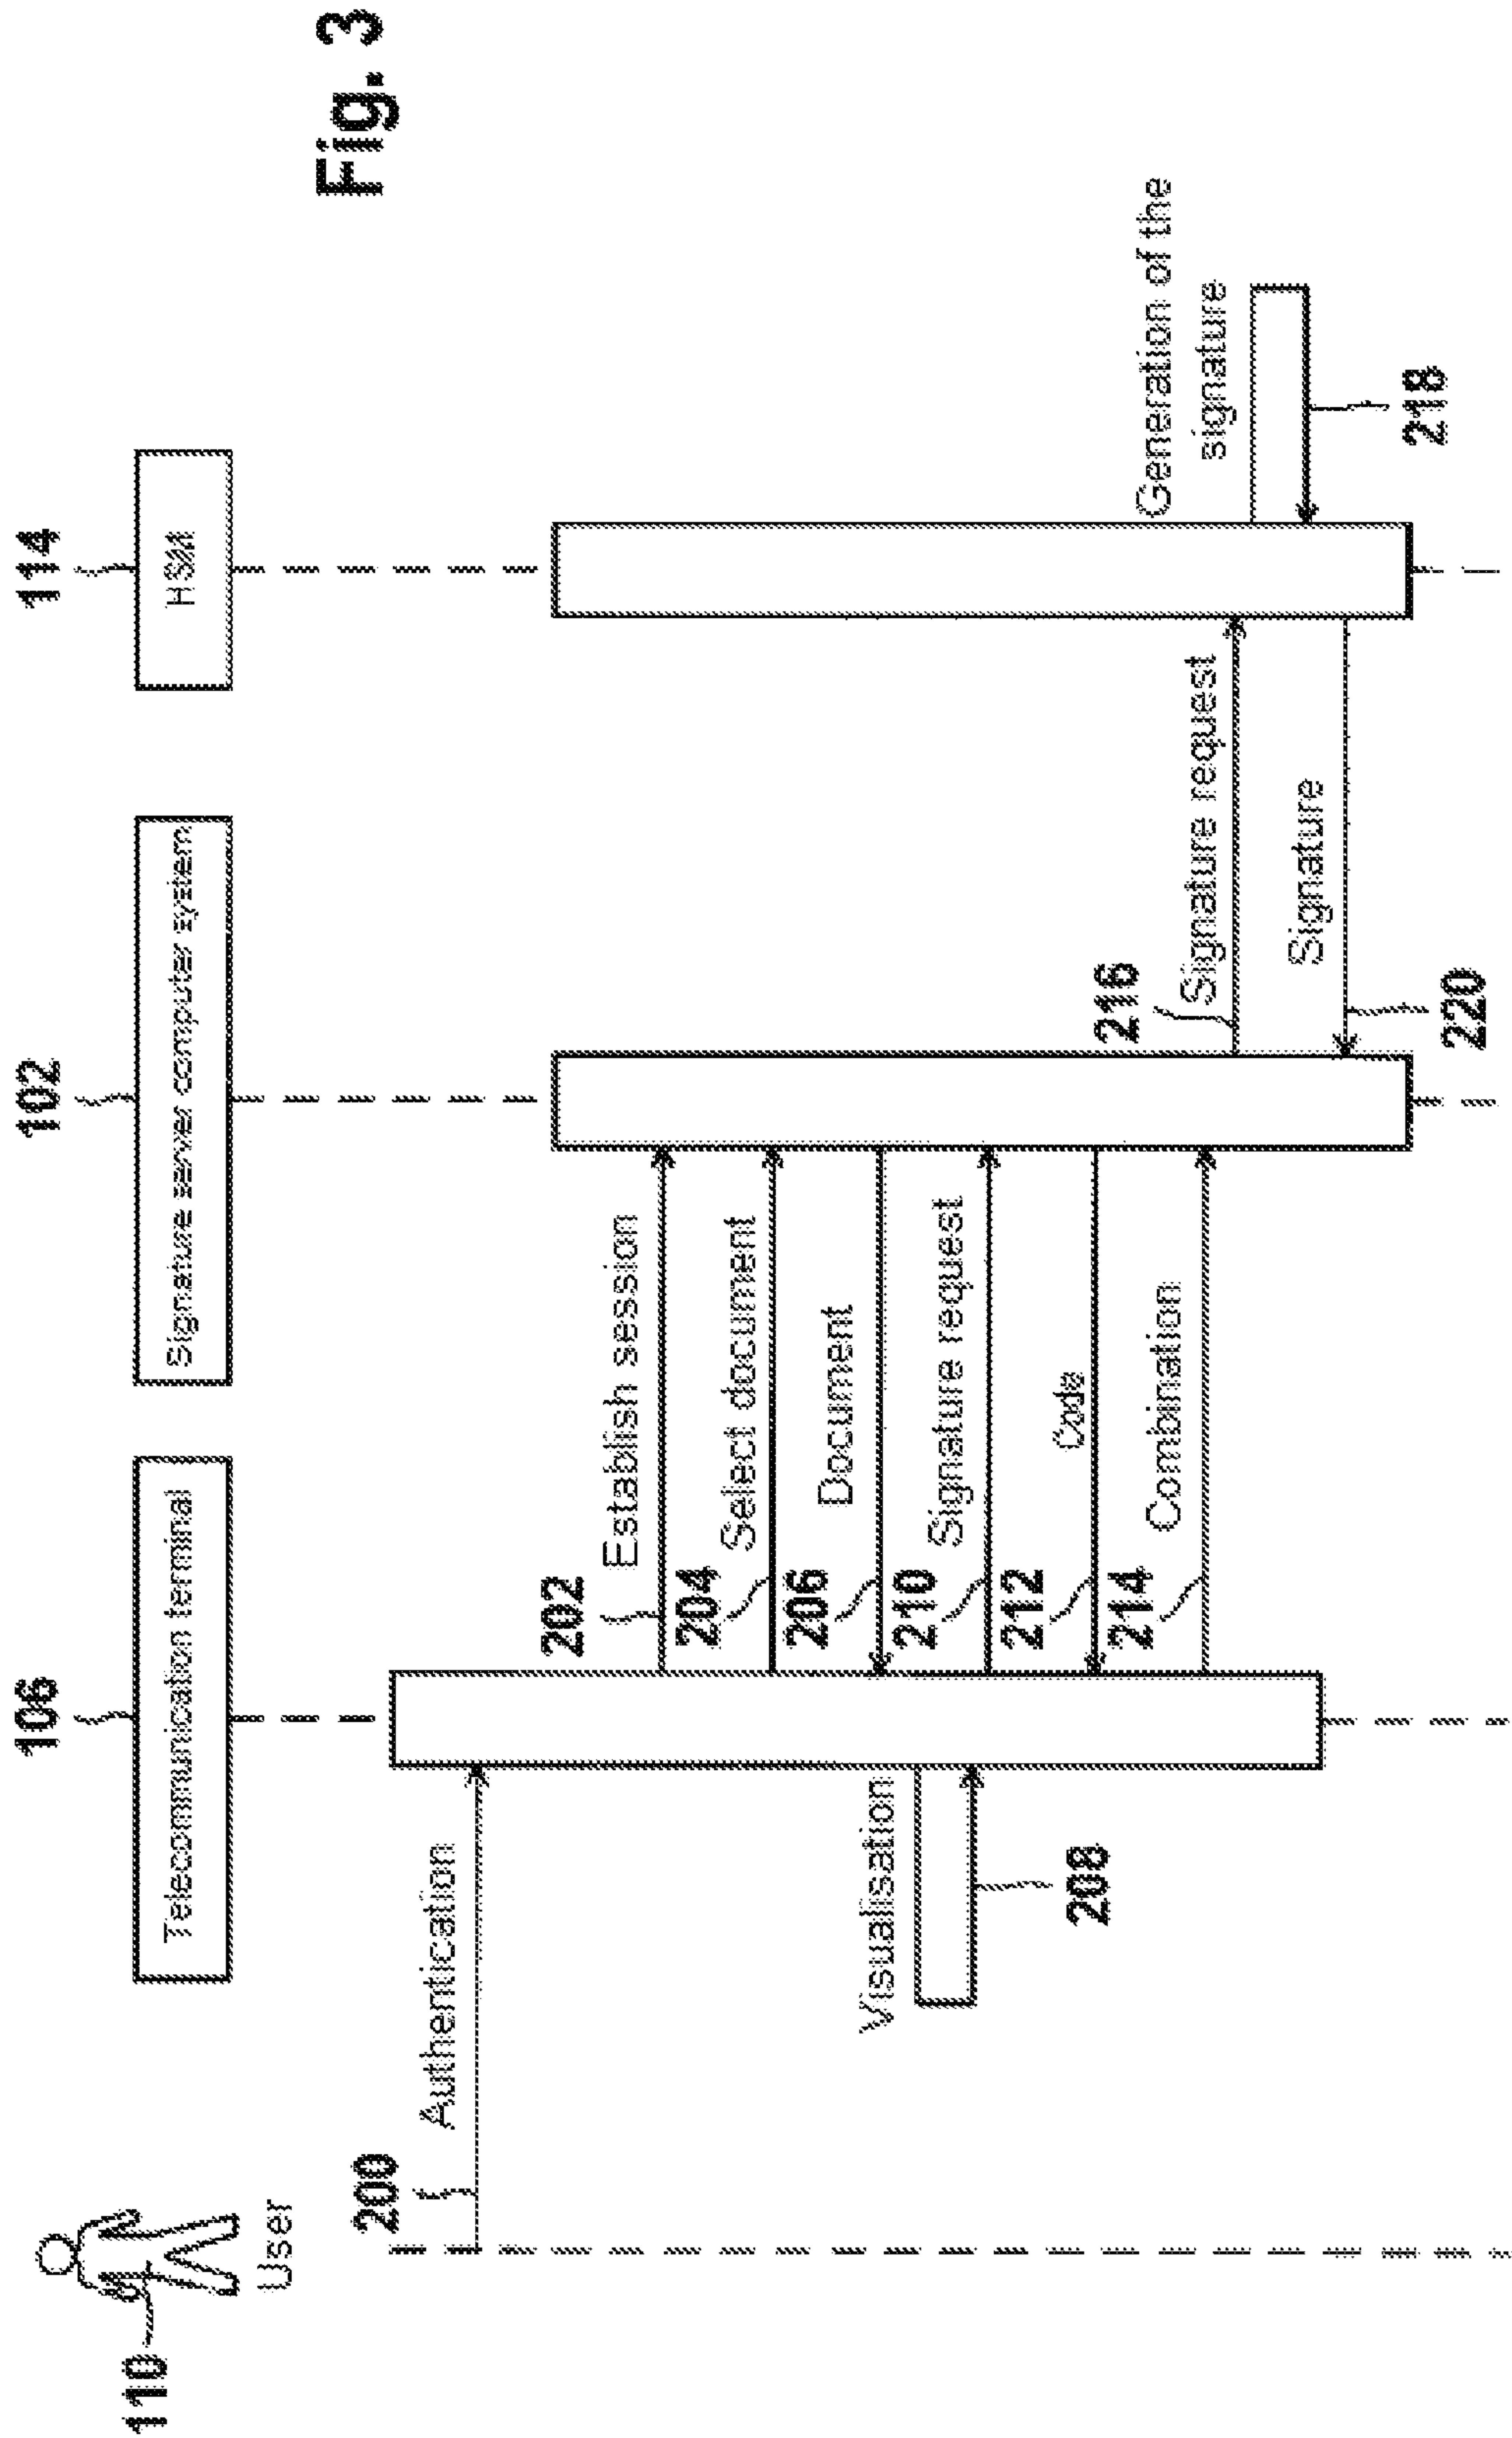 Fig. 3
110
106
102
114
User
Telecommunication terminal
Signature server computer system
HSM
200
Authentication
202
Establish session
204
Select document
206
Document
Visualisation
208
210
Signature request
212
Code
214
Combination
216
Signature request
Generation of the
signature
218
Signature
220